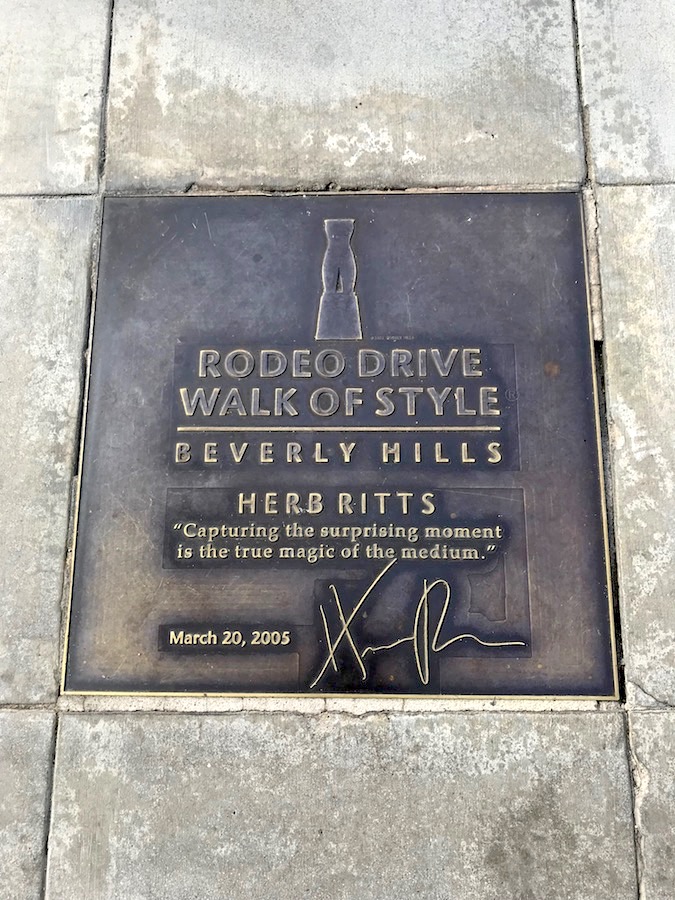 RODEO DRIVE
WALK OF STYLE®
BEVERLY HILLS
HERB RITTS
“Capturing the surprising moment
is the true magic of the medium.”
March 20, 2005